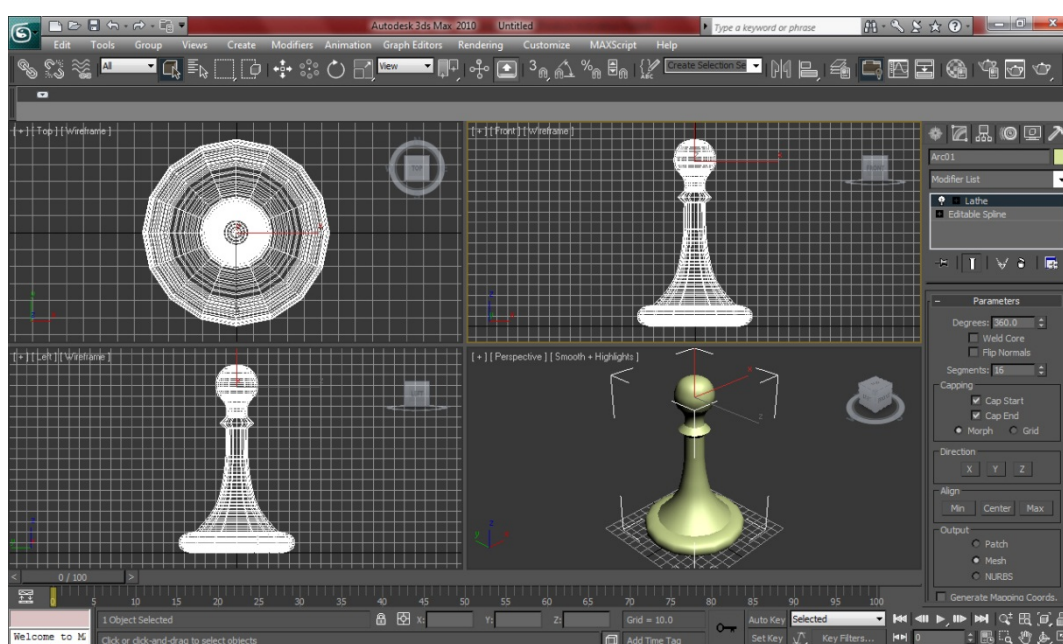 Autodesk 3ds Max 2010 Untitled
Type a keyword or phrase
Edit Tools Group Views Create Modifiers Animation Graph Editors Rendering Customize MAXScript Help
All
View
3
Create Selection Se
[ + ] [ Top ] [ Wireframe ]
TOP
[ + ] [ Front ] [ Wireframe ]
Arc01
Modifier List
Lathe
Editable Spline
Parameters
Degrees: 360.0
Weld Core
Flip Normals
Segments: 16
Capping
Cap Start
Cap End
Morph Grid
Direction
X Y Z
Align
Min Center Max
Output
Patch
Mesh
NURBS
Generate Mapping Coords.
[ + ] [ Left ] [ Wireframe ]
[ + ] [ Perspective ] [ Smooth + Highlights ]
0 / 100
0 5 10 15 20 25 30 35 40 45 50 55 60 65 70 75 80 85 90 95 100
1 Object Selected
X: Y: Z:
Grid = 10.0
Auto Key Selected
Welcome to M
Click or click-and-drag to select objects
Add Time Tag
Set Key Key Filters...
0